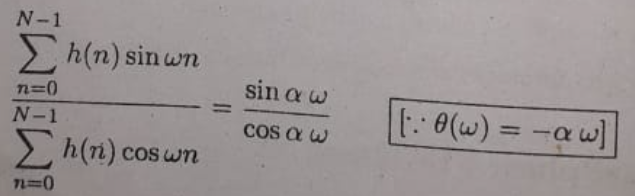 N−1
∑ h(n) sin ωn
n=0
N−1
∑ h(n) cos ωn
n=0
= sin α ω / cos α ω
[∵ θ(ω) = −α ω]